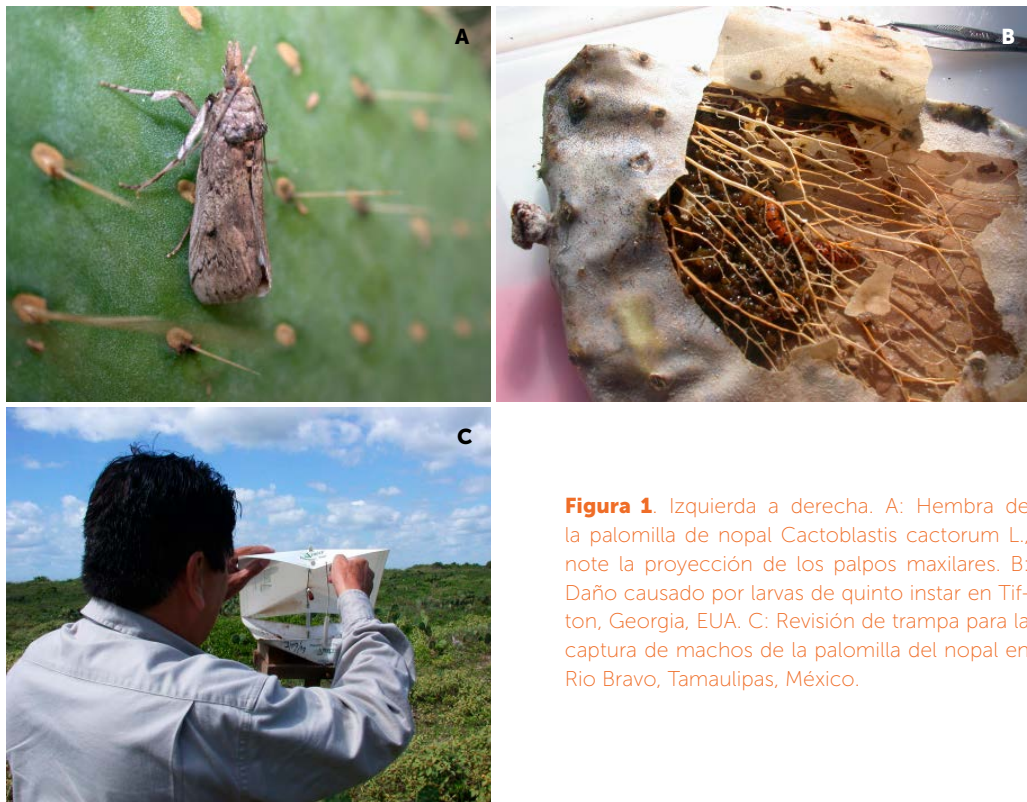 A
B
C
Figura 1. Izquierda a derecha. A: Hembra de
la palomilla de nopal Cactoblastis cactorum L.,
note la proyección de los palpos maxilares. B:
Daño causado por larvas de quinto instar en Tif-
ton, Georgia, EUA. C: Revisión de trampa para la
captura de machos de la palomilla del nopal en
Rio Bravo, Tamaulipas, México.